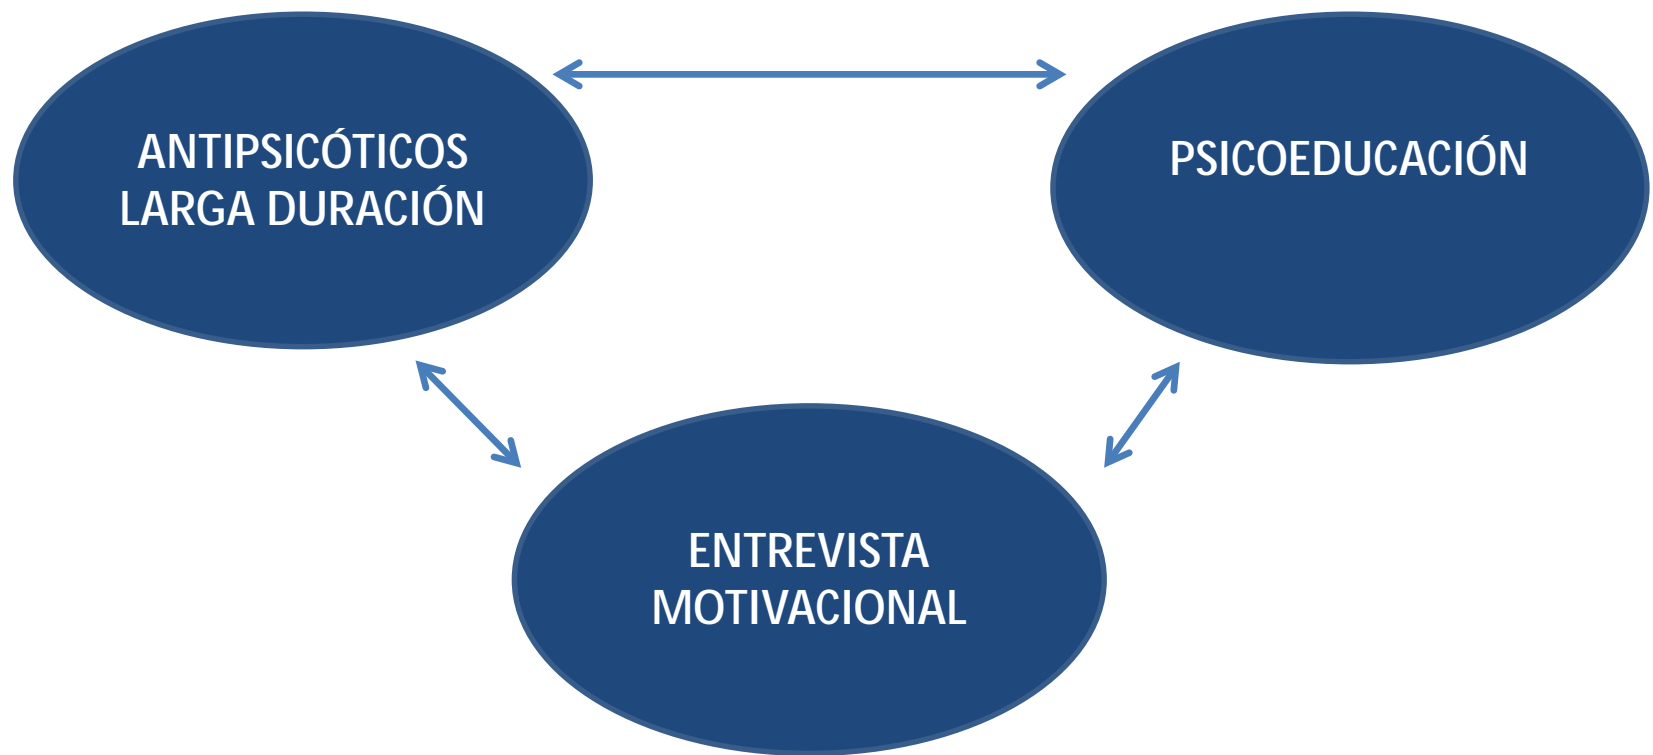 ANTIPSICÓTICOS
LARGA DURACIÓN
PSICOEDUCACIÓN
ENTREVISTA
MOTIVACIONAL